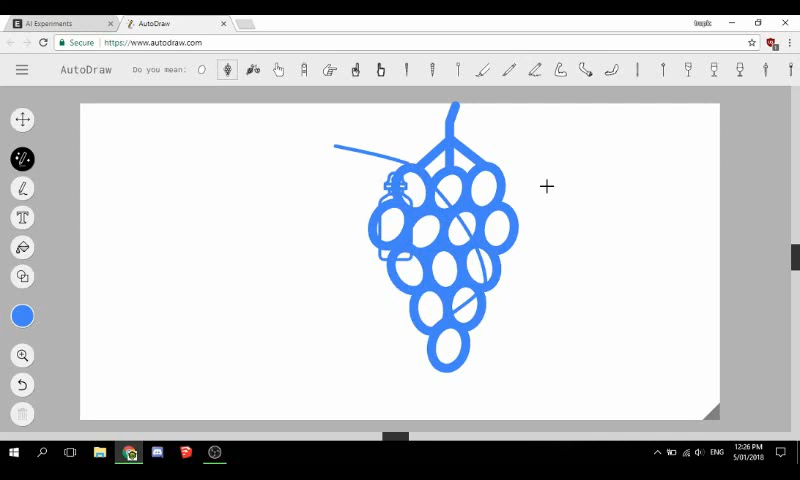 AI Experiments
AutoDraw
tropic
Secure
https://www.autodraw.com
AutoDraw
Do you mean:
T
ENG
12:26 PM
5/01/2018